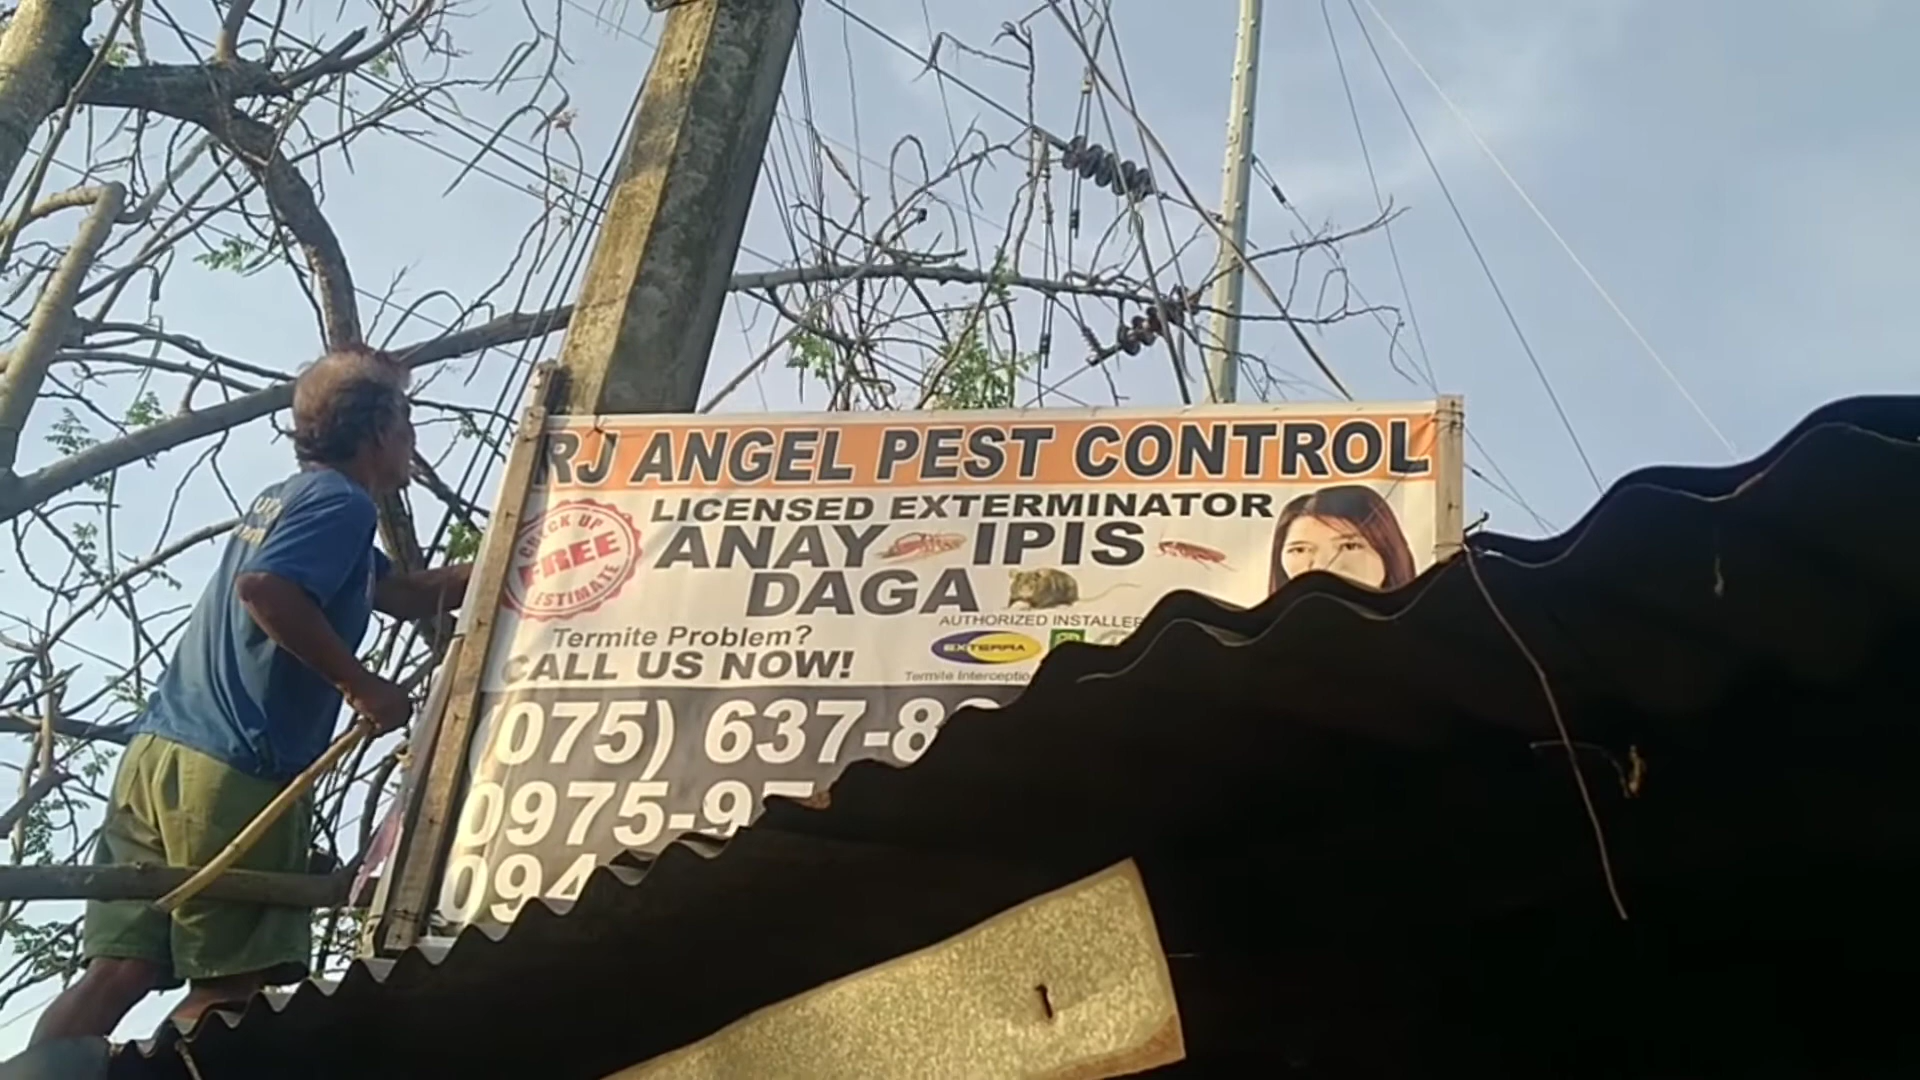 RJ ANGEL PEST CONTROL
LICENSED EXTERMINATOR
ANAY IPIS
DAGA
CHECK UP
FREE
ESTIMATE
AUTHORIZED INSTALLER
Termite Problem?
CALL US NOW!
EXTERRA
Termite Interception
(075) 637-8
0975-9
094